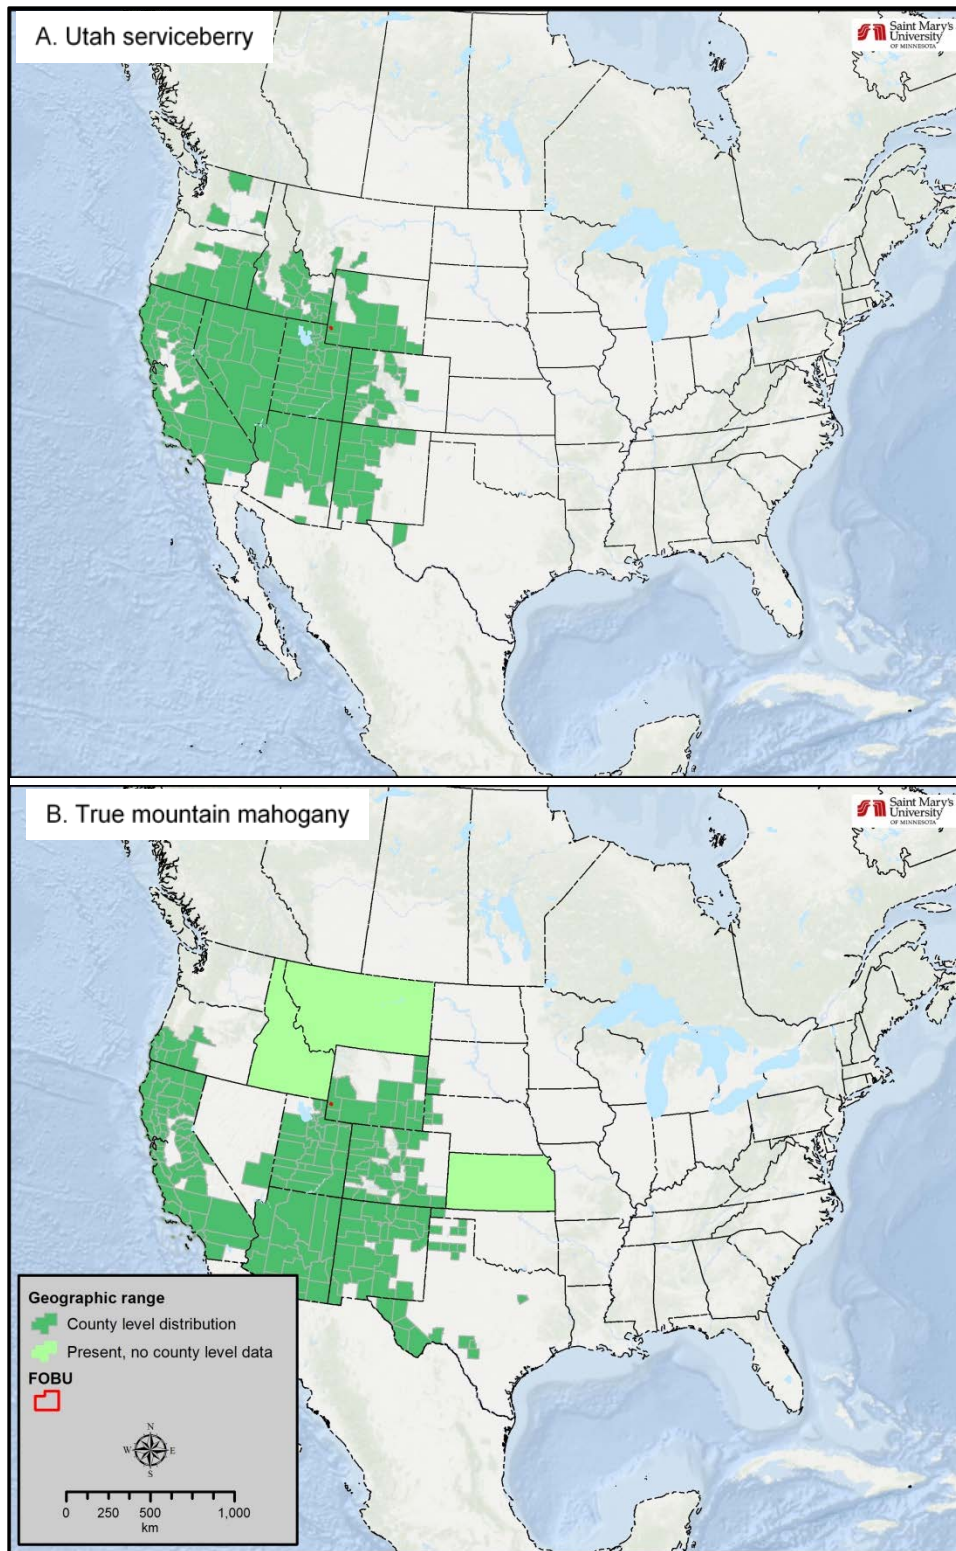 A. Utah serviceberry
Saint Mary's
University
OF MINNESOTA
B. True mountain mahogany
Saint Mary's
University
OF MINNESOTA
Geographic range
County level distribution
Present, no county level data
FOBU
N
W E
S
0 250 500 1,000
km